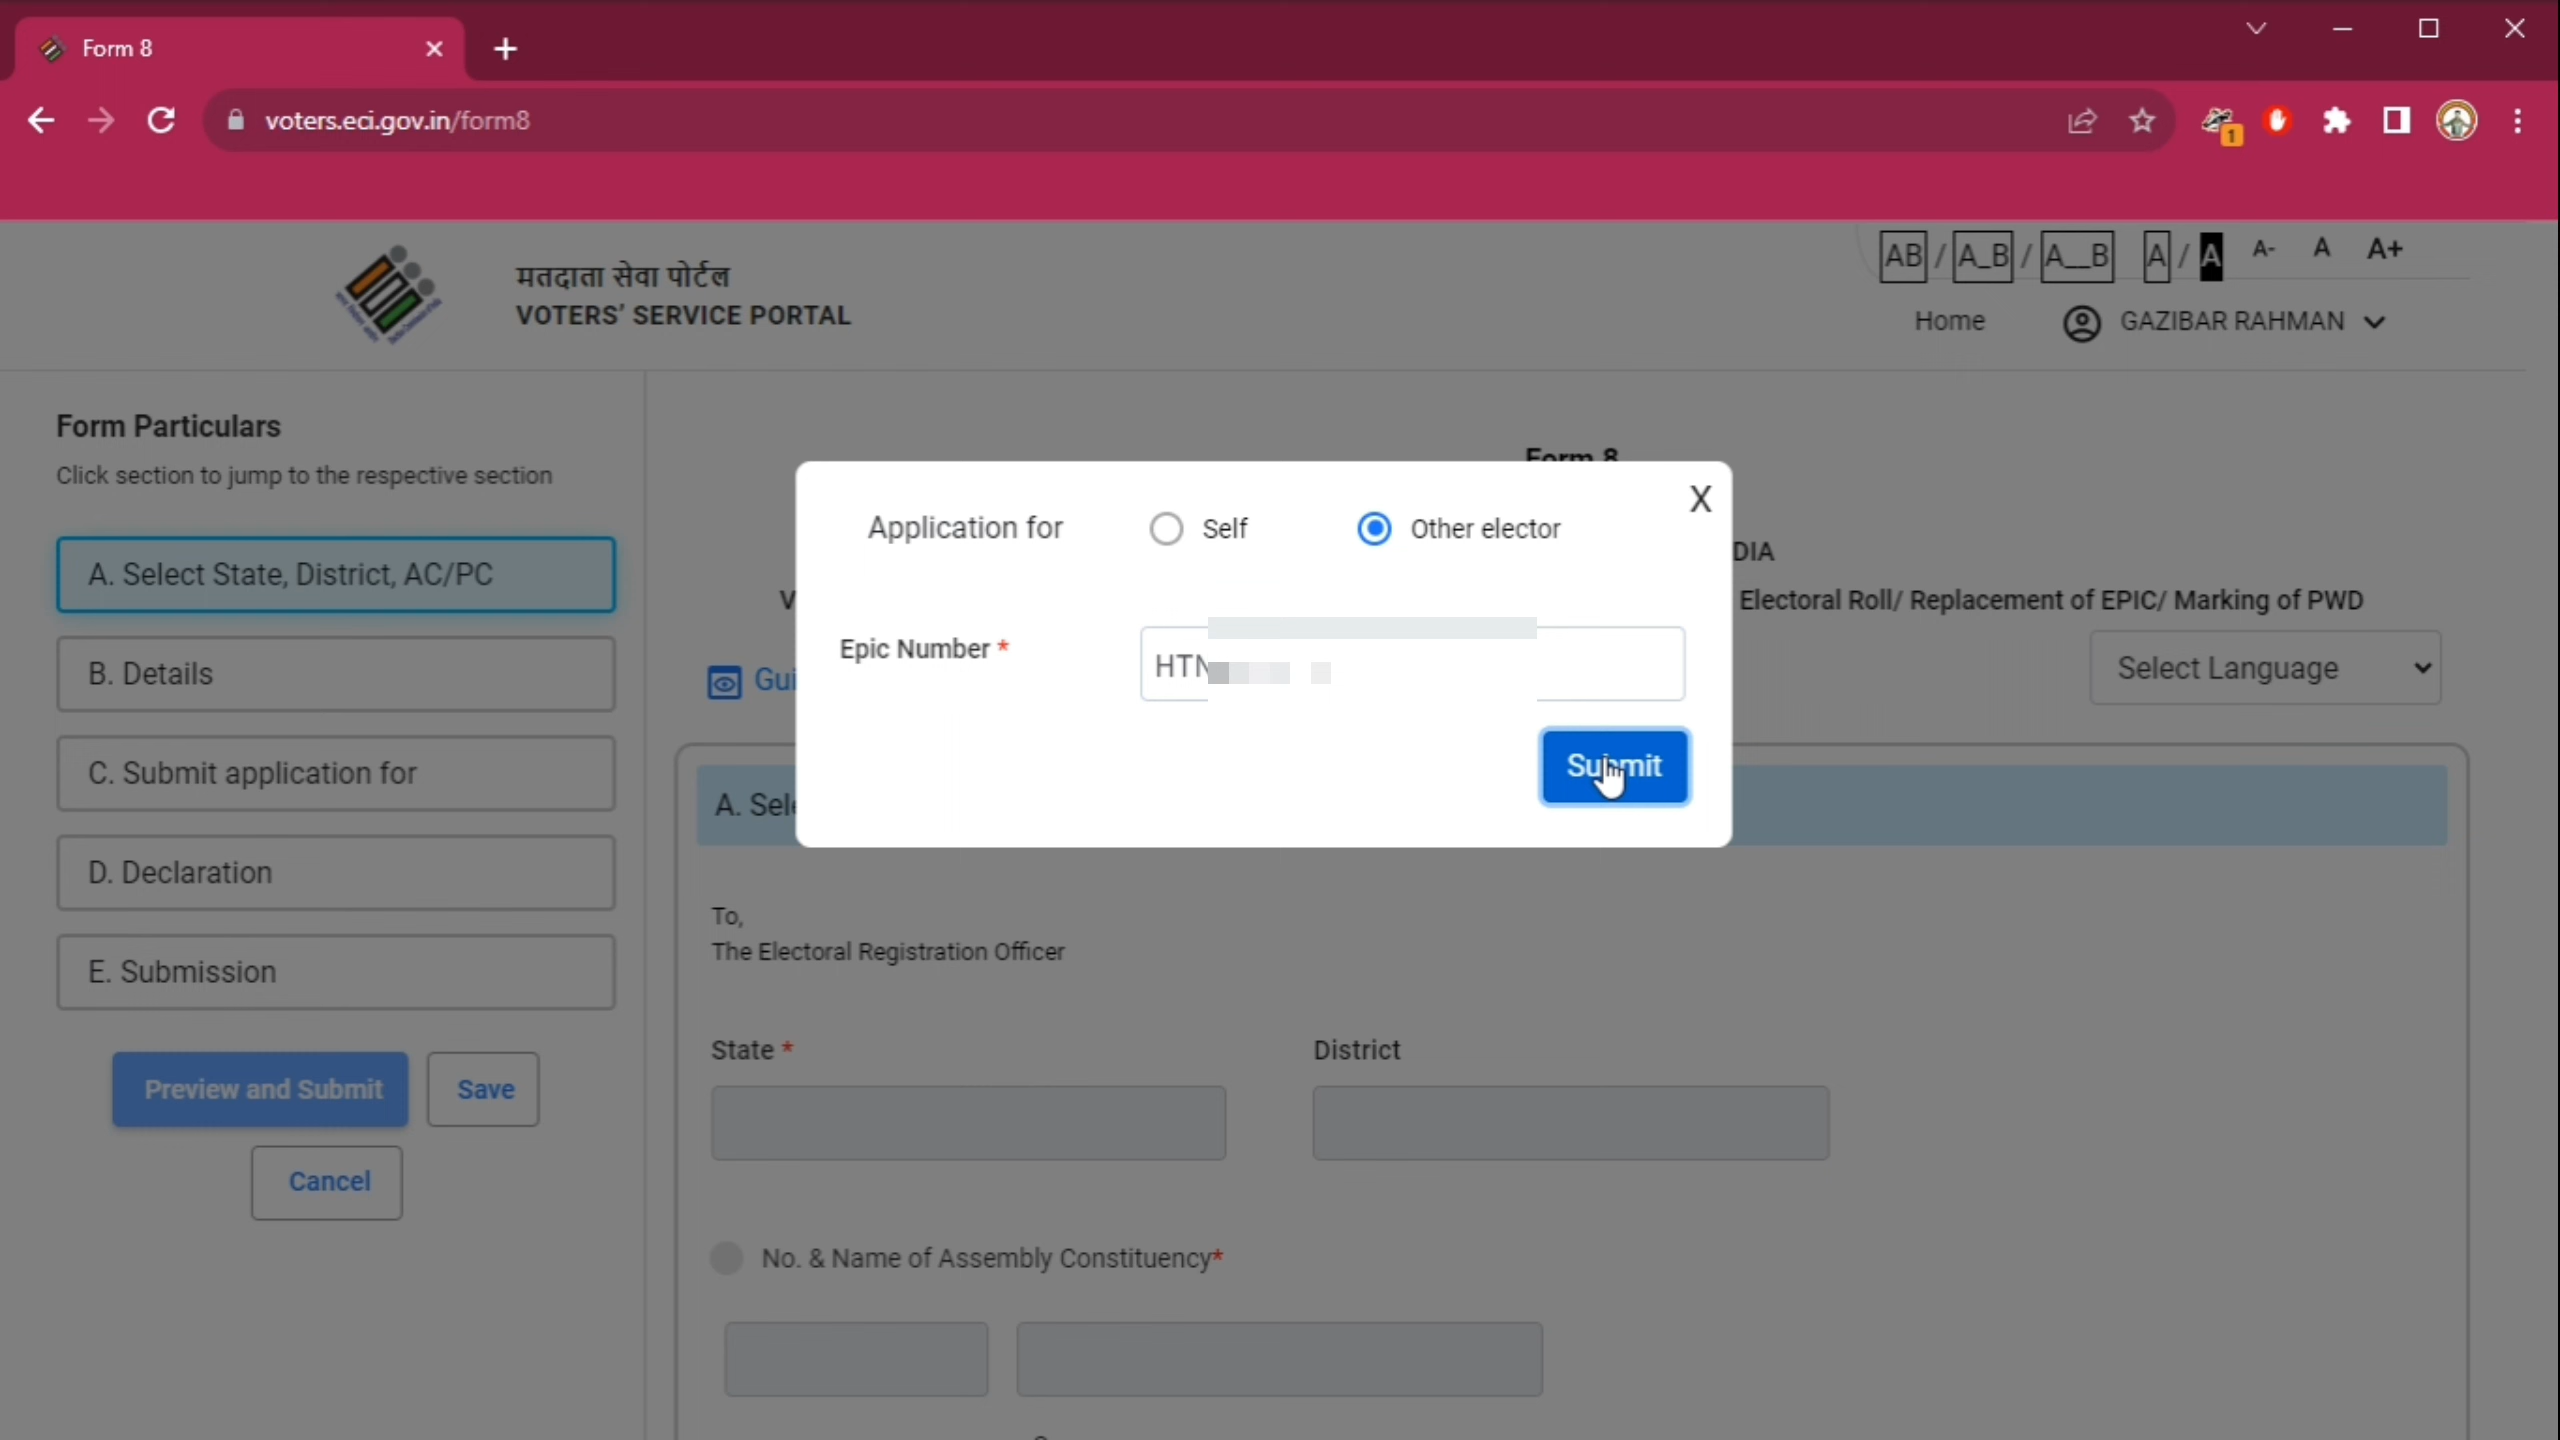 Form 8
voters.eci.gov.in/form8
1
मतदाता सेवा पोर्टल
VOTERS' SERVICE PORTAL
AB / A_B / A__B A / A A- A A+
Home GAZIBAR RAHMAN
Form Particulars
Click section to jump to the respective section
A. Select State, District, AC/PC
B. Details
C. Submit application for
D. Declaration
E. Submission
Preview and Submit Save
Cancel
Form 8
Electoral Roll/ Replacement of EPIC/ Marking of PWD
Select Language
X
Application for Self Other elector
Epic Number *
Submit
To,
The Electoral Registration Officer
State * District
No. & Name of Assembly Constituency*